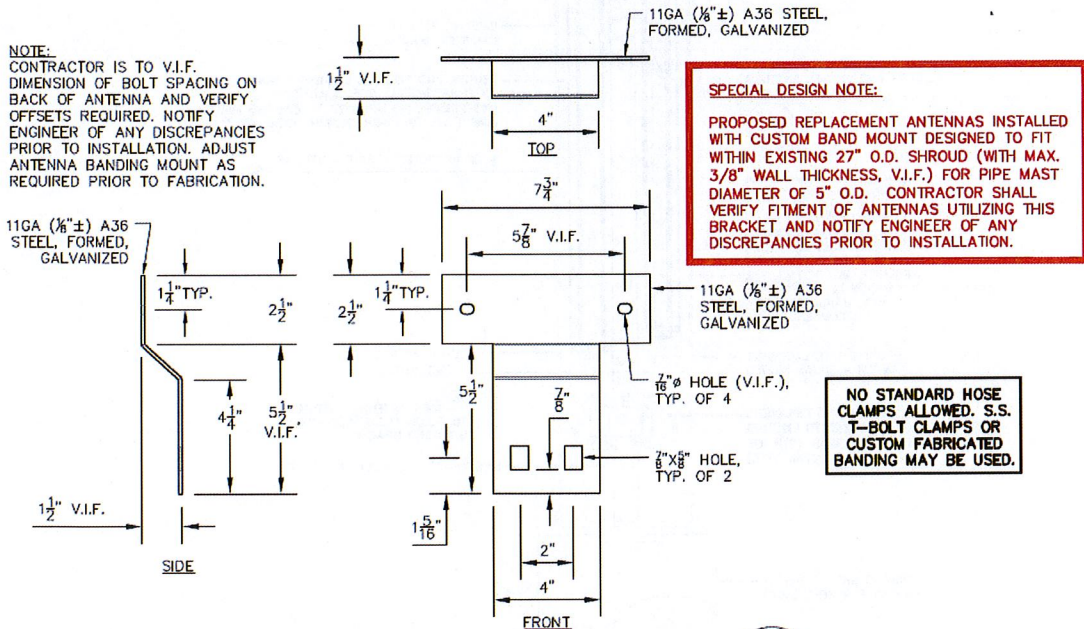 11GA (⅛"±) A36 STEEL,
FORMED, GALVANIZED
NOTE:
CONTRACTOR IS TO V.I.F.
DIMENSION OF BOLT SPACING ON
BACK OF ANTENNA AND VERIFY
OFFSETS REQUIRED. NOTIFY
ENGINEER OF ANY DISCREPANCIES
PRIOR TO INSTALLATION. ADJUST
ANTENNA BANDING MOUNT AS
REQUIRED PRIOR TO FABRICATION.
1½" V.I.F.
4"
TOP
SPECIAL DESIGN NOTE:
PROPOSED REPLACEMENT ANTENNAS INSTALLED
WITH CUSTOM BAND MOUNT DESIGNED TO FIT
WITHIN EXISTING 27" O.D. SHROUD (WITH MAX.
3/8" WALL THICKNESS, V.I.F.) FOR PIPE MAST
DIAMETER OF 5" O.D. CONTRACTOR SHALL
VERIFY FITMENT OF ANTENNAS UTILIZING THIS
BRACKET AND NOTIFY ENGINEER OF ANY
DISCREPANCIES PRIOR TO INSTALLATION.
11GA (⅛"±) A36
STEEL, FORMED,
GALVANIZED
1¼" TYP.
2½"
4¼"
5½"
V.I.F.
1½" V.I.F.
SIDE
7¾"
5⅞" V.I.F.
2½"
1¼" TYP.
5½"
⅞"
1 5/16"
2"
4"
FRONT
11GA (⅛"±) A36
STEEL, FORMED,
GALVANIZED
7/16"ø HOLE (V.I.F.),
TYP. OF 4
⅞"X⅝" HOLE,
TYP. OF 2
NO STANDARD HOSE
CLAMPS ALLOWED. S.S.
T-BOLT CLAMPS OR
CUSTOM FABRICATED
BANDING MAY BE USED.